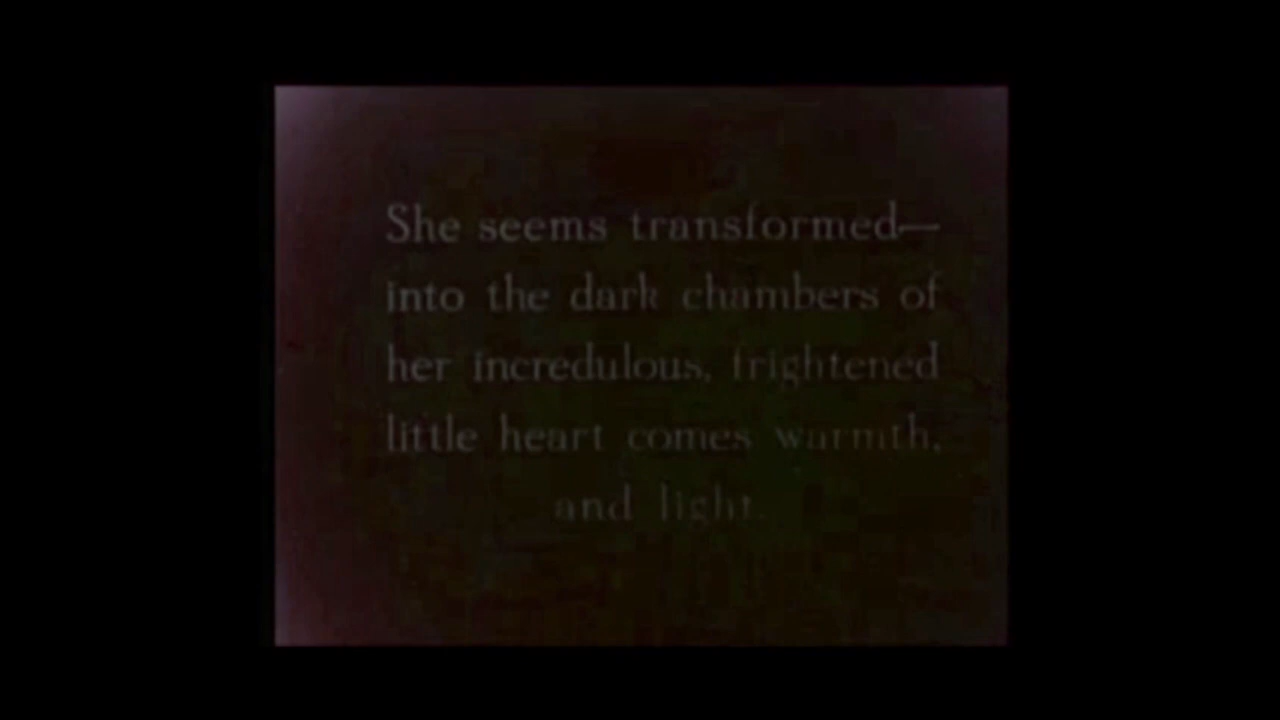 She seems transformed—
into the dark chambers of
her incredulous, frightened
little heart comes warmth,
and light.